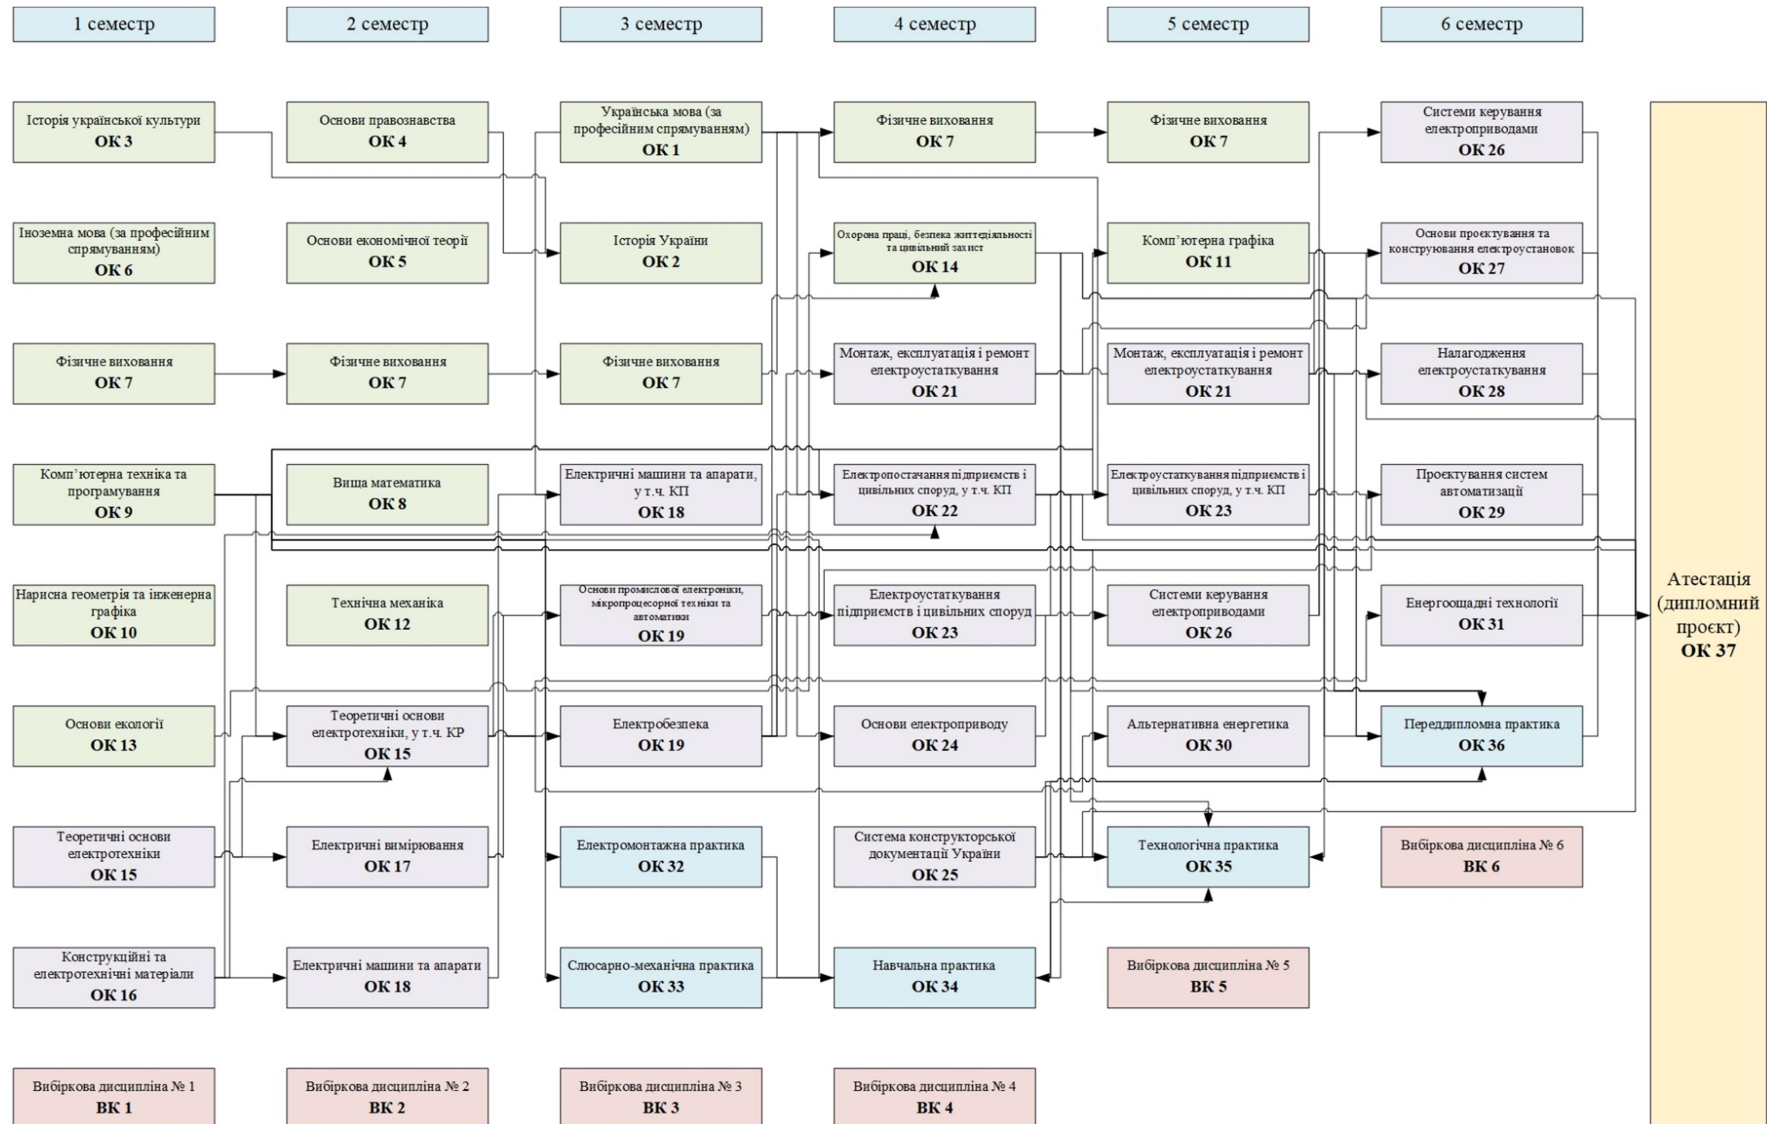 1 семестр
2 семестр
3 семестр
4 семестр
5 семестр
6 семестр
Історія української культури
ОК 3
Основи правознавства
ОК 4
Українська мова (за
професійним спрямуванням)
ОК 1
Фізичне виховання
ОК 7
Фізичне виховання
ОК 7
Системи керування
електроприводами
ОК 26
Іноземна мова (за професійним
спрямуванням)
ОК 6
Основи економічної теорії
ОК 5
Історія України
ОК 2
Охорона праці, безпека життєдіяльності
та цивільний захист
ОК 14
Комп’ютерна графіка
ОК 11
Основи проєктування та
конструювання електроустановок
ОК 27
Фізичне виховання
ОК 7
Фізичне виховання
ОК 7
Фізичне виховання
ОК 7
Монтаж, експлуатація і ремонт
електроустаткування
ОК 21
Монтаж, експлуатація і ремонт
електроустаткування
ОК 21
Налагодження
електроустаткування
ОК 28
Комп’ютерна техніка та
програмування
ОК 9
Вища математика
ОК 8
Електричні машини та апарати,
у т.ч. КП
ОК 18
Електропостачання підприємств і
цивільних споруд, у т.ч. КП
ОК 22
Електроустаткування підприємств і
цивільних споруд, у т.ч. КП
ОК 23
Проєктування систем
автоматизації
ОК 29
Нарисна геометрія та інженерна
графіка
ОК 10
Технічна механіка
ОК 12
Основи промислової електроніки,
мікропроцесорної техніки та
автоматики
ОК 19
Електроустаткування
підприємств і цивільних споруд
ОК 23
Системи керування
електроприводами
ОК 26
Енергоощадні технології
ОК 31
Атестація
(дипломний
проєкт)
ОК 37
Основи екології
ОК 13
Теоретичні основи
електротехніки, у т.ч. КР
ОК 15
Електробезпека
ОК 19
Основи електроприводу
ОК 24
Альтернативна енергетика
ОК 30
Переддипломна практика
ОК 36
Теоретичні основи
електротехніки
ОК 15
Електричні вимірювання
ОК 17
Електромонтажна практика
ОК 32
Система конструкторської
документації України
ОК 25
Технологічна практика
ОК 35
Вибіркова дисципліна № 6
ВК 6
Конструкційні та
електротехнічні матеріали
ОК 16
Електричні машини та апарати
ОК 18
Слюсарно-механічна практика
ОК 33
Навчальна практика
ОК 34
Вибіркова дисципліна № 5
ВК 5
Вибіркова дисципліна № 1
ВК 1
Вибіркова дисципліна № 2
ВК 2
Вибіркова дисципліна № 3
ВК 3
Вибіркова дисципліна № 4
ВК 4